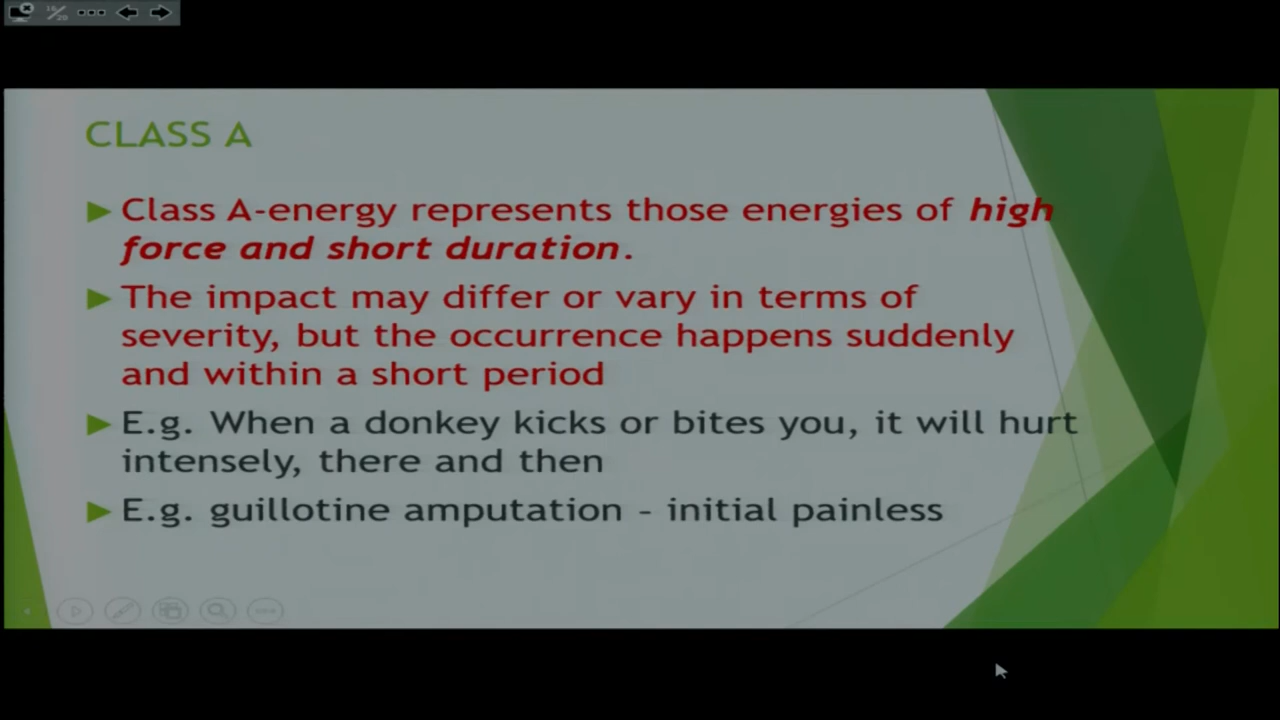 16/20
CLASS A
Class A-energy represents those energies of high
force and short duration.
The impact may differ or vary in terms of
severity, but the occurrence happens suddenly
and within a short period
E.g. When a donkey kicks or bites you, it will hurt
intensely, there and then
E.g. guillotine amputation - initial painless